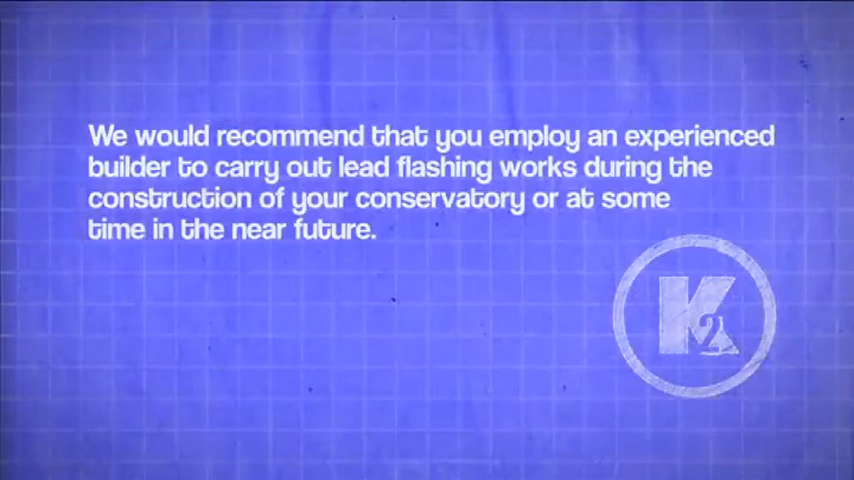 We would recommend that you employ an experienced
builder to carry out lead flashing works during the
construction of your conservatory or at some
time in the near future.
K2